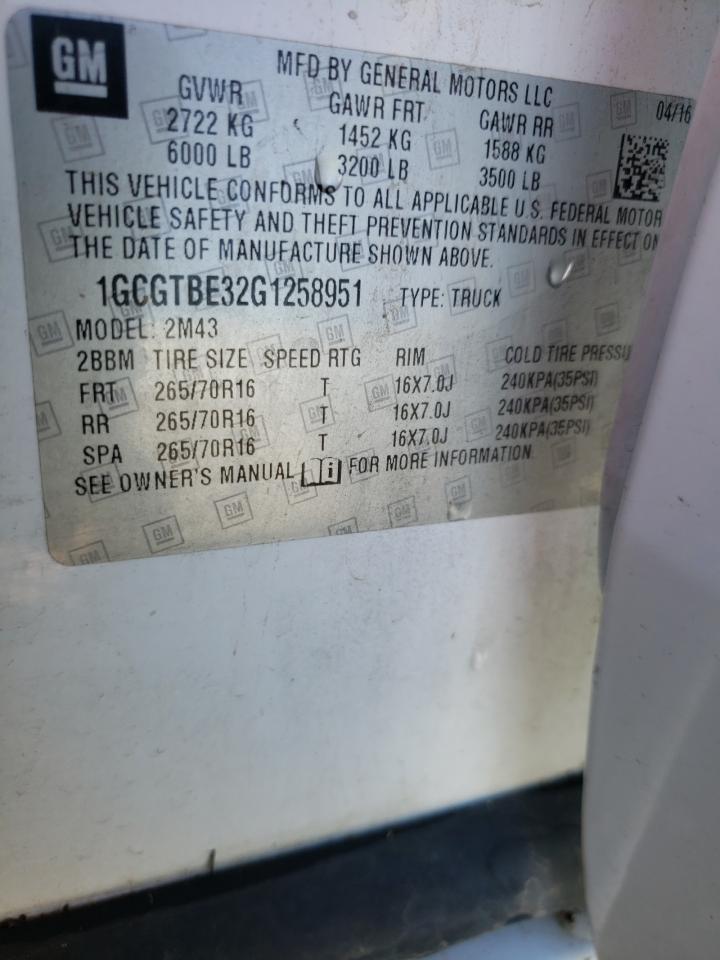 GM
MFD BY GENERAL MOTORS LLC
04/16
GVWR GAWR FRT GAWR RR
2722 KG 1452 KG 1588 KG
6000 LB 3200 LB 3500 LB
THIS VEHICLE CONFORMS TO ALL APPLICABLE U.S. FEDERAL MOTOR
VEHICLE SAFETY AND THEFT PREVENTION STANDARDS IN EFFECT ON
THE DATE OF MANUFACTURE SHOWN ABOVE.
1GCGTBE32G1258951 TYPE: TRUCK
MODEL: 2M43
2BBM TIRE SIZE SPEED RTG RIM COLD TIRE PRESSU
FRT 265/70R16 T 16X7.0J 240KPA(35PSI)
RR 265/70R16 T 16X7.0J 240KPA(35PSI)
SPA 265/70R16 T 16X7.0J 240KPA(35PSI)
SEE OWNER'S MANUAL i FOR MORE INFORMATION